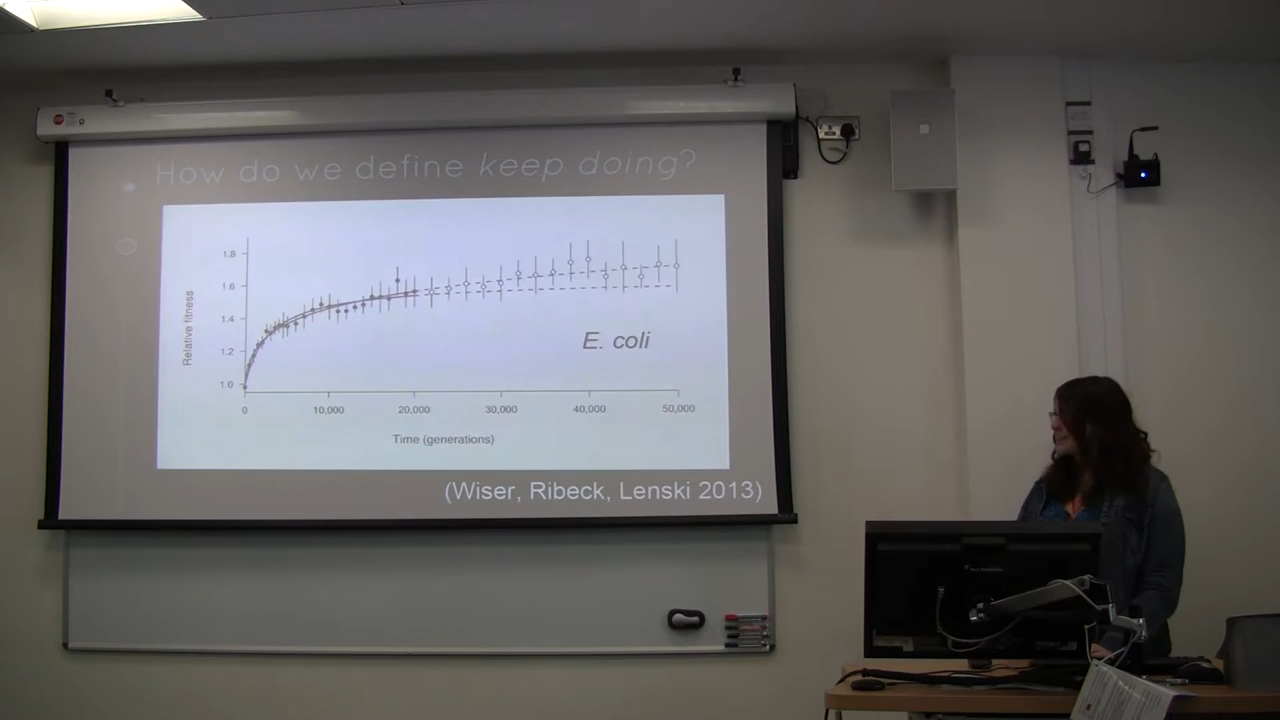 How do we define keep doing?
1.8
1.6
1.4
1.2
1.0
Relative fitness
E. coli
0
10,000
20,000
30,000
40,000
50,000
Time (generations)
(Wiser, Ribeck, Lenski 2013)